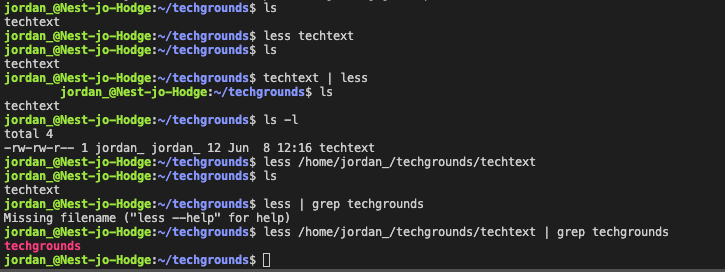 jordan_@Nest-jo-Hodge:~/techgrounds$ ls
techtext
jordan_@Nest-jo-Hodge:~/techgrounds$ less techtext
jordan_@Nest-jo-Hodge:~/techgrounds$ ls
techtext
jordan_@Nest-jo-Hodge:~/techgrounds$ techtext | less
jordan_@Nest-jo-Hodge:~/techgrounds$ ls
techtext
jordan_@Nest-jo-Hodge:~/techgrounds$ ls -l
total 4
-rw-rw-r-- 1 jordan_ jordan_ 12 Jun  8 12:16 techtext
jordan_@Nest-jo-Hodge:~/techgrounds$ less /home/jordan_/techgrounds/techtext
jordan_@Nest-jo-Hodge:~/techgrounds$ ls
techtext
jordan_@Nest-jo-Hodge:~/techgrounds$ less | grep techgrounds
Missing filename ("less --help" for help)
jordan_@Nest-jo-Hodge:~/techgrounds$ less /home/jordan_/techgrounds/techtext | grep techgrounds
techgrounds
jordan_@Nest-jo-Hodge:~/techgrounds$